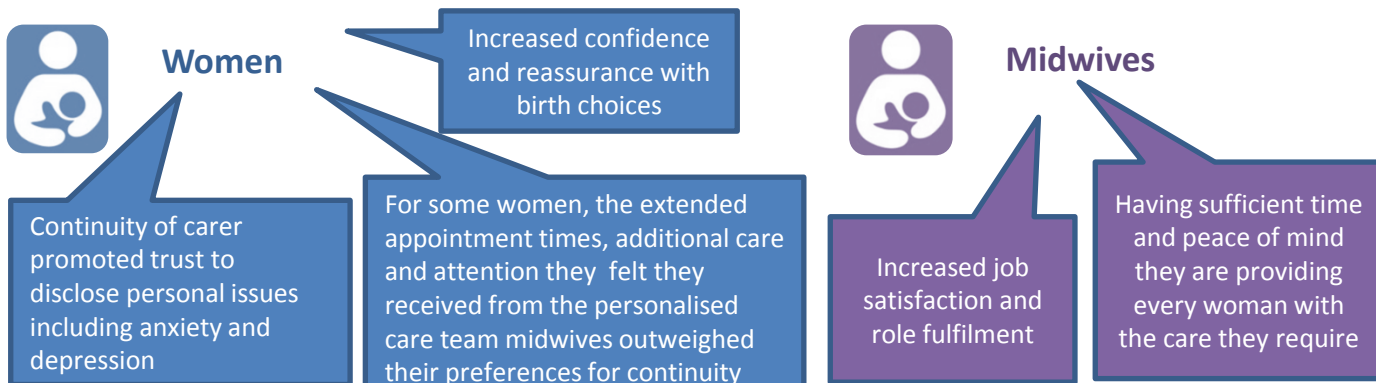 Women
Increased confidence
and reassurance with
birth choices
Continuity of carer
promoted trust to
disclose personal issues
including anxiety and
depression
For some women, the extended
appointment times, additional care
and attention they  felt they
received from the personalised
care team midwives outweighed
their preferences for continuity
Midwives
Increased job
satisfaction and
role fulfilment
Having sufficient time
and peace of mind
they are providing
every woman with
the care they require